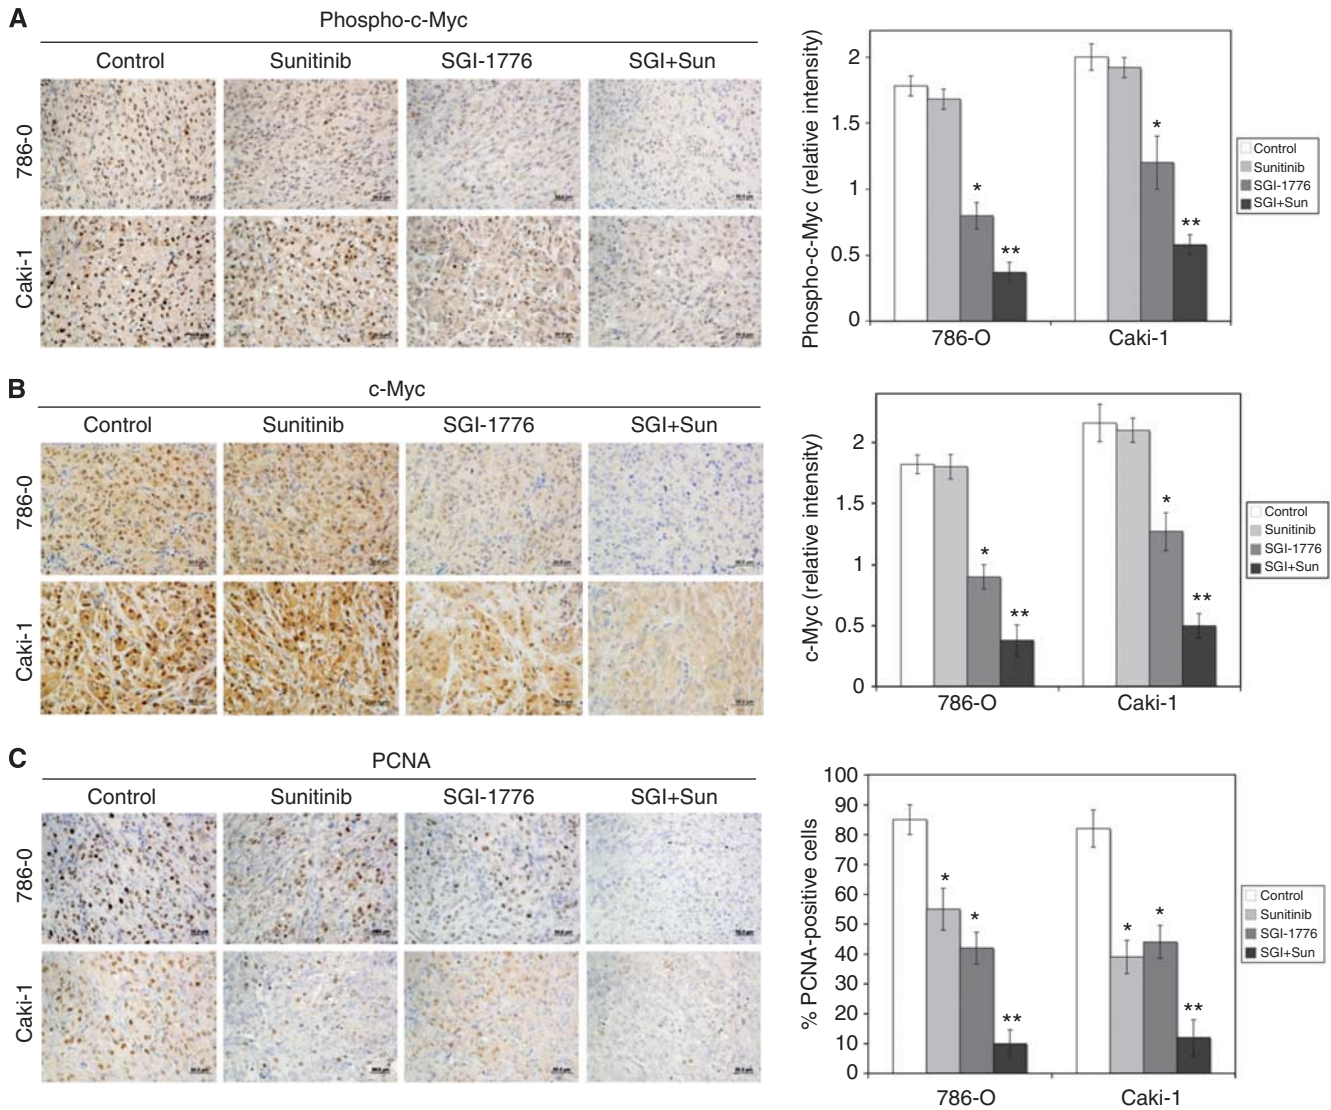 A
Phospho-c-Myc
Control Sunitinib SGI-1776 SGI+Sun
786-0
Caki-1
Phospho-c-Myc (relative intensity)
2
1.5
1
0.5
0
* ** * **
786-O Caki-1
Control
Sunitinib
SGI-1776
SGI+Sun
B
c-Myc
Control Sunitinib SGI-1776 SGI+Sun
786-0
Caki-1
c-Myc (relative intensity)
2
1.5
1
0.5
0
* ** * **
786-O Caki-1
Control
Sunitinib
SGI-1776
SGI+Sun
C
PCNA
Control Sunitinib SGI-1776 SGI+Sun
786-0
Caki-1
% PCNA-positive cells
100
90
80
70
60
50
40
30
20
10
0
* * ** * * **
786-O Caki-1
Control
Sunitinib
SGI-1776
SGI+Sun